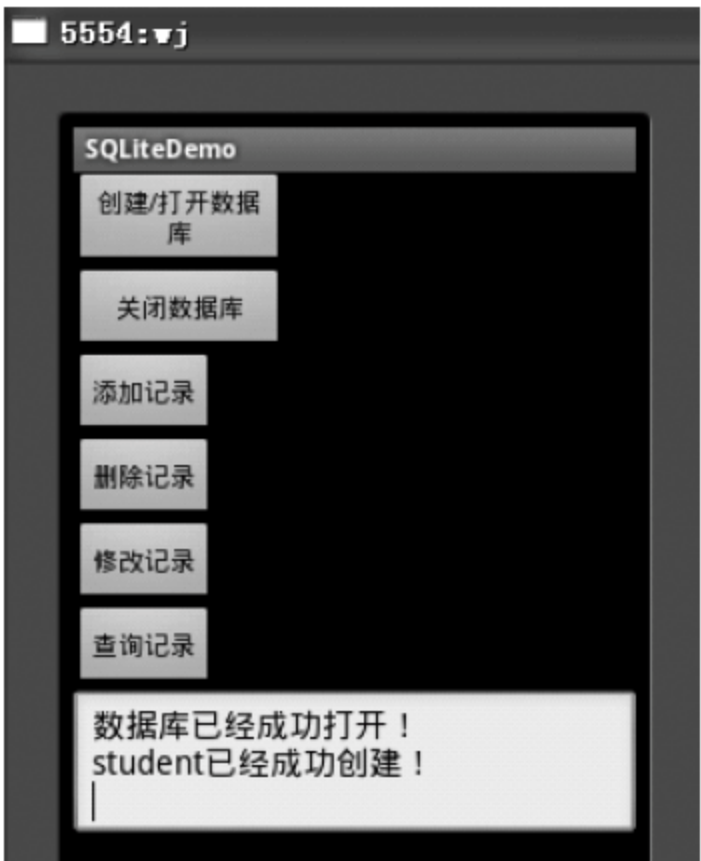 5554:wj
SQLiteDemo
创建/打开数据
库
关闭数据库
添加记录
删除记录
修改记录
查询记录
数据库已经成功打开！
student已经成功创建！